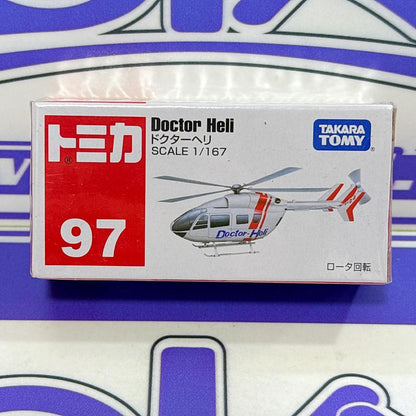 トミカ
97
Doctor Heli
ドクターヘリ
SCALE 1/167
TAKARA
TOMY
Doctor-Heli
ロータ回転